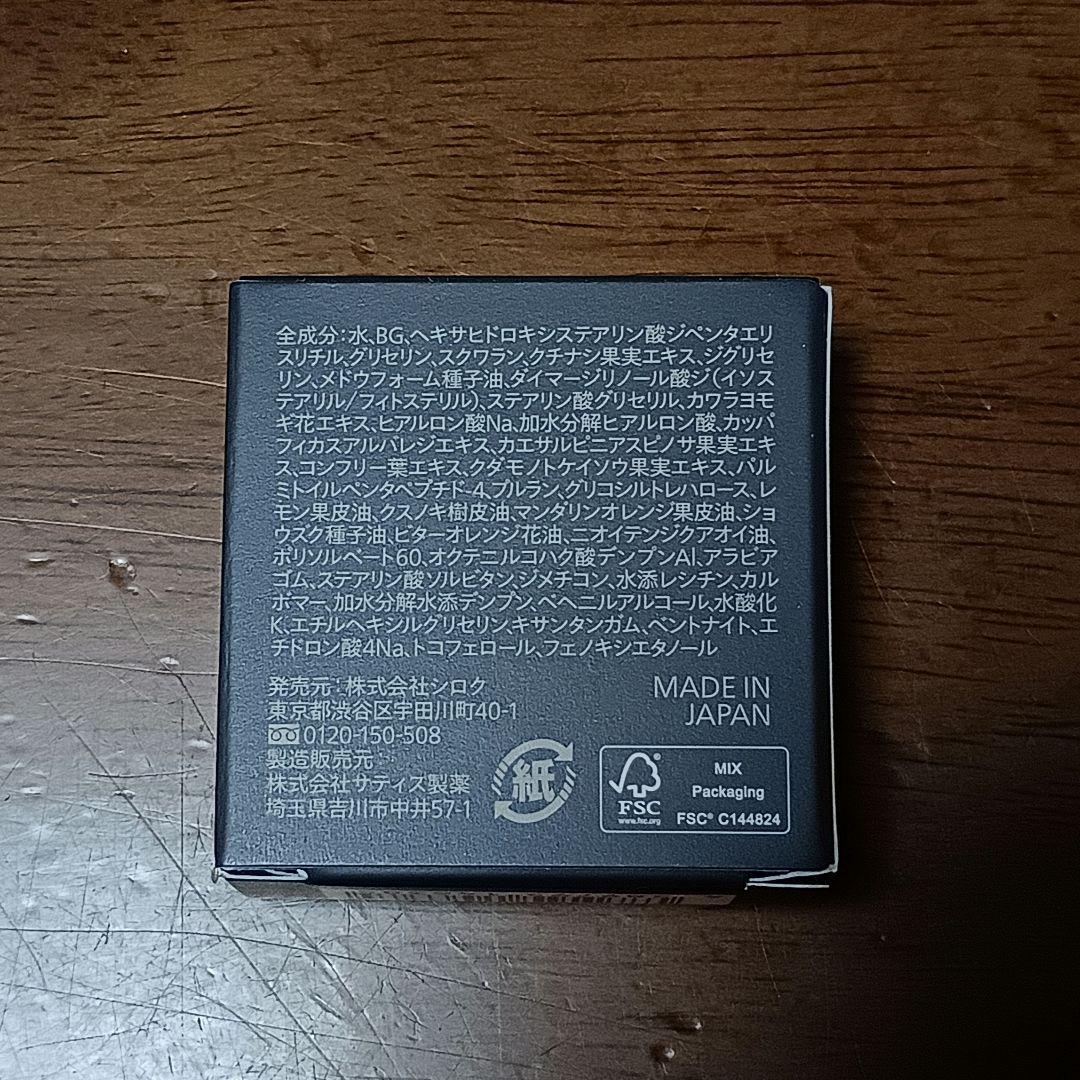 全成分:水、BG、ヘキサヒドロキシステアリン酸ジペンタエリ
スリチル、グリセリン、スクワラン、クチナシ果実エキス、ジグリセ
リン、メドウフォーム種子油、ダイマージリノール酸ジ(イソス
テアリル/フィトステリル)、ステアリン酸グリセリル、カワラヨモ
ギ花エキス、ヒアルロン酸Na、加水分解ヒアルロン酸、カッパ
フィカスアルバレジエキス、カエサルピニアスピノサ果実エキ
ス、コンフリー葉エキス、クダモノトケイソウ果実エキス、パル
ミトイルペンタペプチド-4、プルラン、グリコシルトレハロース、レ
モン果皮油、クスノキ樹皮油、マンダリンオレンジ果皮油、ショ
ウズク種子油、ビターオレンジ花油、ニオイテンジクアオイ油、
ポリソルベート60、オクテニルコハク酸デンプンAl、アラビア
ゴム、ステアリン酸ソルビタン、ジメチコン、水添レシチン、カル
ボマー、加水分解水添デンプン、ベヘニルアルコール、水酸化
K、エチルヘキシルグリセリン、キサンタンガム、ベントナイト、エ
チドロン酸4Na、トコフェロール、フェノキシエタノール
発売元:株式会社シロク
東京都渋谷区宇田川町40-1
0120-150-508
製造販売元:
株式会社サティス製薬
埼玉県吉川市中井57-1
MADE IN
JAPAN
紙
FSC
www.fsc.org
MIX
Packaging
FSC® C144824